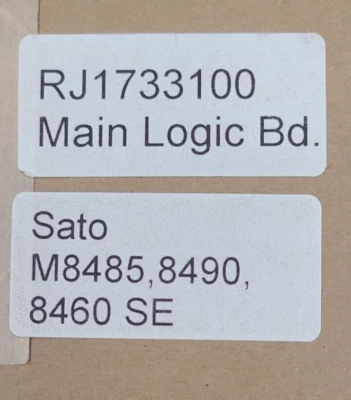 RJ1733100
Main Logic Bd.
Sato
M8485,8490,
8460 SE